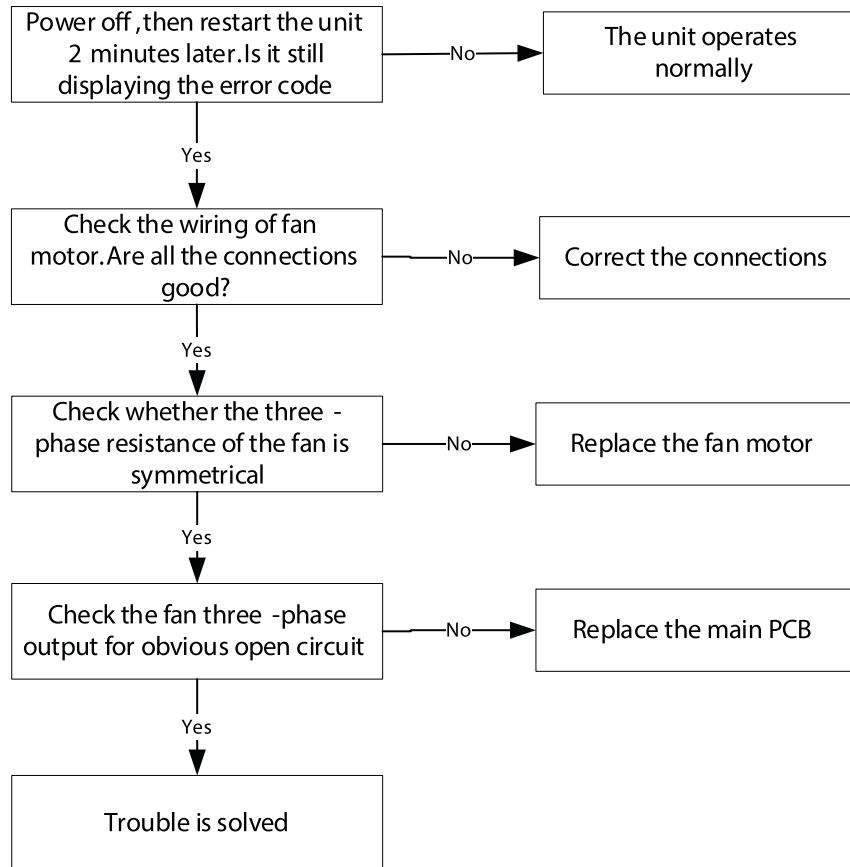 Power off ,then restart the unit
2 minutes later.Is it still
displaying the error code
No
The unit operates
normally
Yes
Check the wiring of fan
motor.Are all the connections
good?
No
Correct the connections
Yes
Check whether the three -
phase resistance of the fan is
symmetrical
No
Replace the fan motor
Yes
Check the fan three -phase
output for obvious open circuit
No
Replace the main PCB
Yes
Trouble is solved